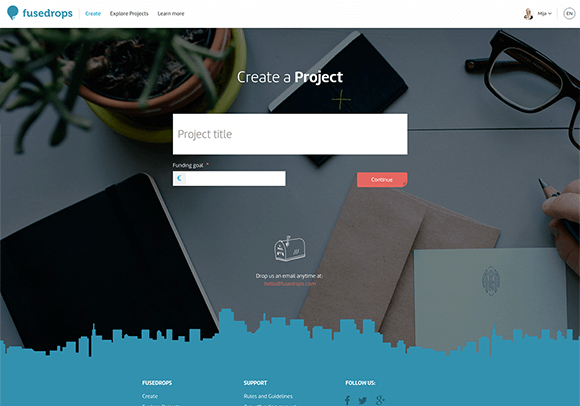 fusedrops
Create
Explore Projects
Learn more
Mija
EN
Create a Project
Project title
Funding goal *
€
Continue
Drop us an email anytime at:
hello@fusedrops.com
FUSEDROPS
SUPPORT
FOLLOW US:
Create
Rules and Guidelines